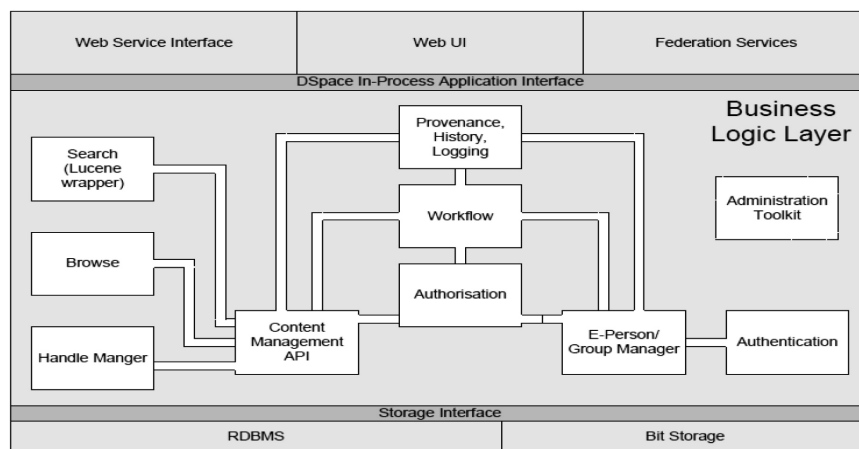 Web Service Interface
Web UI
Federation Services
DSpace In-Process Application Interface
Business
Logic Layer
Provenance,
History,
Logging
Search
(Lucene
wrapper)
Workflow
Administration
Toolkit
Browse
Authorisation
Content
Management
API
E-Person/
Group Manager
Authentication
Handle Manger
Storage Interface
RDBMS
Bit Storage